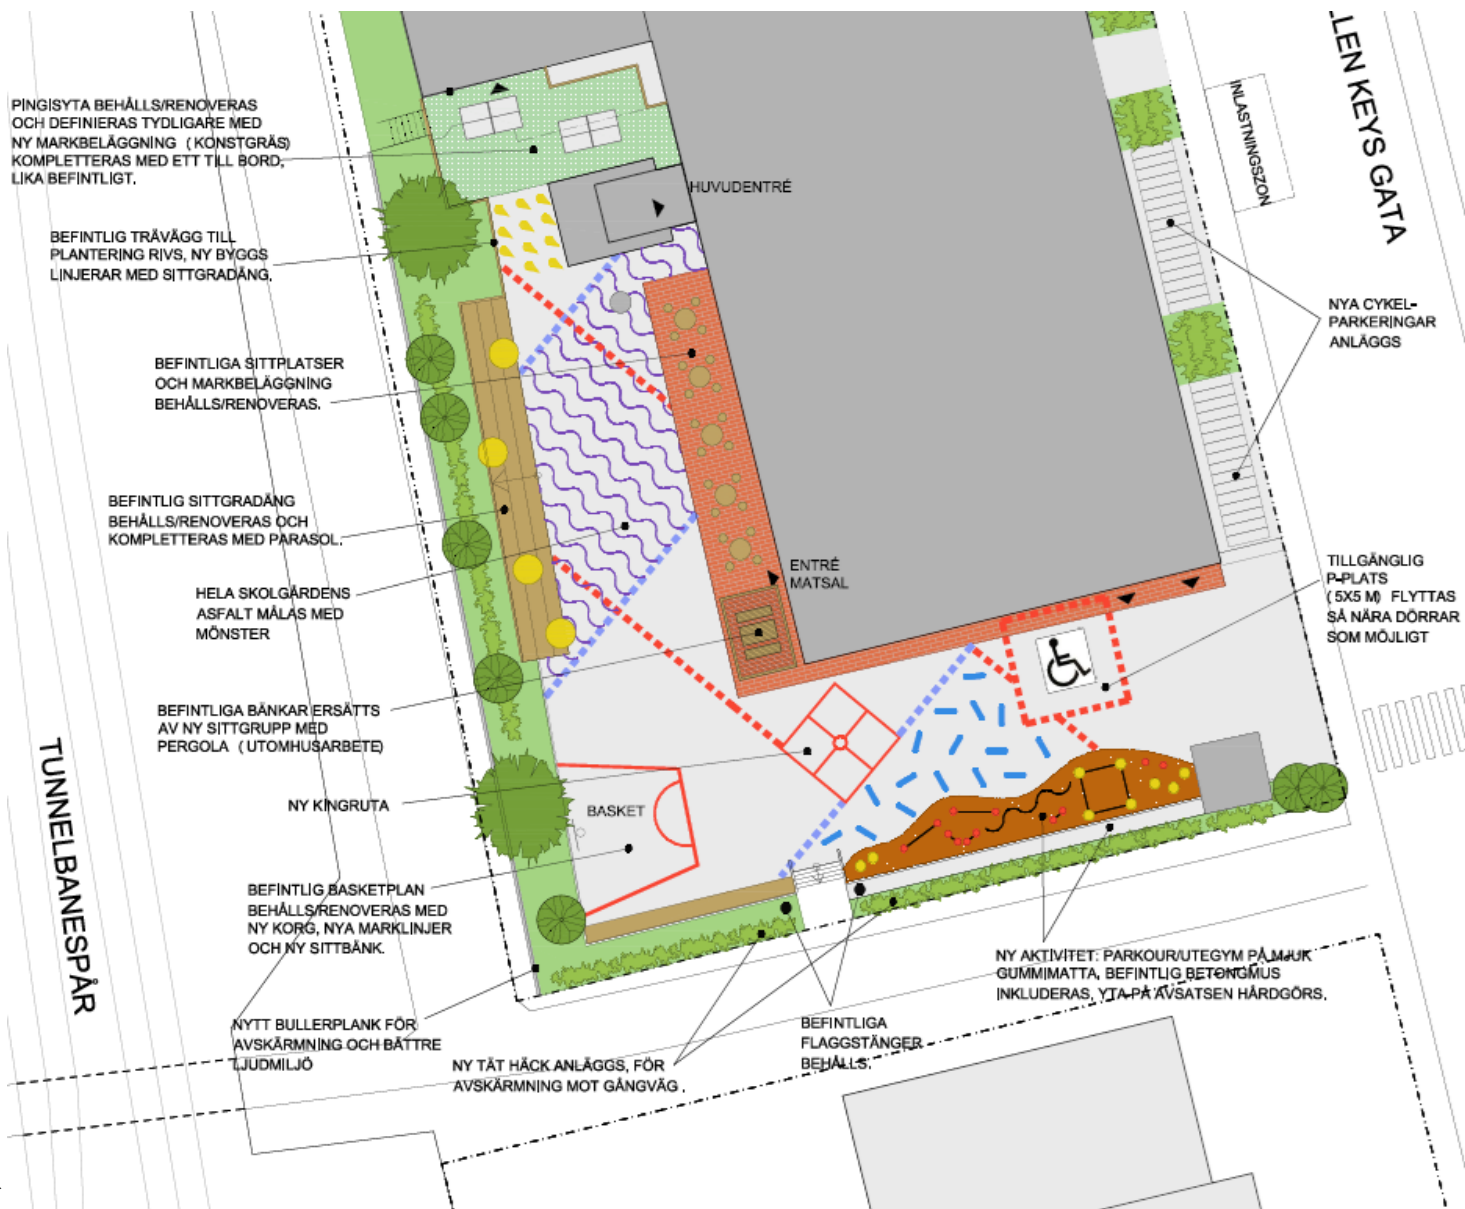 PINGISYTA BEHÅLLS/RENOVERAS
OCH DEFINIERAS TYDLIGARE MED
NY MARKBELÄGGNING (KONSTGRÄS)
KOMPLETTERAS MED ETT TILL BORD,
LIKA BEFINTLIGT.
BEFINTLIG TRÄVÄGG TILL
PLANTERING RIVS, NY BYGGS
LINJERAR MED SITTGRADÄNG.
BEFINTLIGA SITTPLATSER
OCH MARKBELÄGGNING
BEHÅLLS/RENOVERAS.
BEFINTLIG SITTGRADÄNG
BEHÅLLS/RENOVERAS OCH
KOMPLETTERAS MED PARASOL.
HELA SKOLGÅRDENS
ASFALT MÅLAS MED
MÖNSTER
BEFINTLIGA BÄNKAR ERSÄTTS
AV NY SITTGRUPP MED
PERGOLA (UTOMHUSARBETE)
NY KINGRUTA
BEFINTLIG BASKETPLAN
BEHÅLLS/RENOVERAS MED
NY KORG, NYA MARKLINJER
OCH NY SITTBÄNK.
NYTT BULLERPLANK FÖR
AVSKÄRMNING OCH BÄTTRE
LJUDMILJÖ
NY TÄT HÄCK ANLÄGGS, FÖR
AVSKÄRMNING MOT GÅNGVÄG.
BEFINTLIGA
FLAGGSTÄNGER
BEHÅLLS.
NY AKTIVITET: PARKOUR/UTEGYM PÅ MJUK
GUMMIMATTA, BEFINTLIG BETONGMUS
INKLUDERAS, YTA PÅ AVSATSEN HÅRDGÖRS.
TILLGÄNGLIG
P-PLATS
(5X5 M) FLYTTAS
SÅ NÄRA DÖRRAR
SOM MÖJLIGT
NYA CYKEL-
PARKERINGAR
ANLÄGGS
HUVUDENTRÉ
ENTRÉ
MATSAL
BASKET
INLASTNINGSZON
LLEN KEYS GATA
TUNNELBANESPÅR